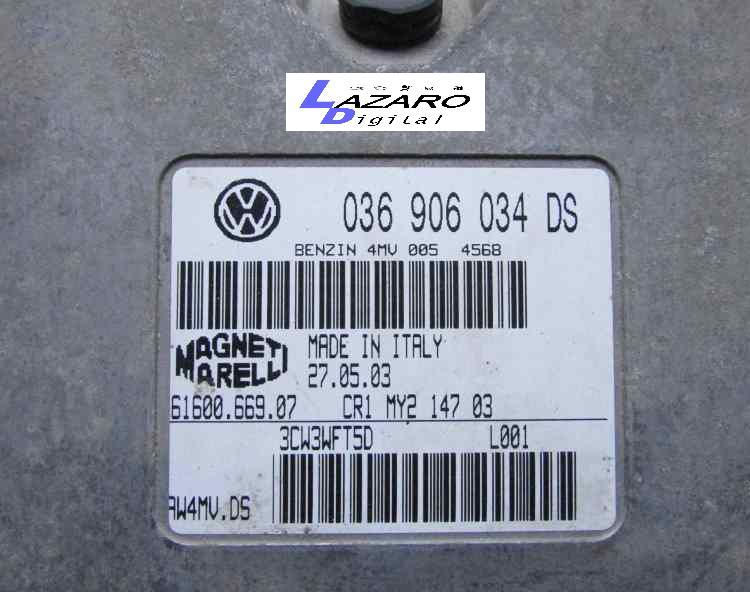 LAZARO
Digital
036 906 034 DS
BENZIN 4MV 005 4568
MAGNETI
MARELLI
MADE IN ITALY
27.05.03
61600.669.07 CR1 MY2 147 03
3CW3WFT5D L001
AW4MV.DS